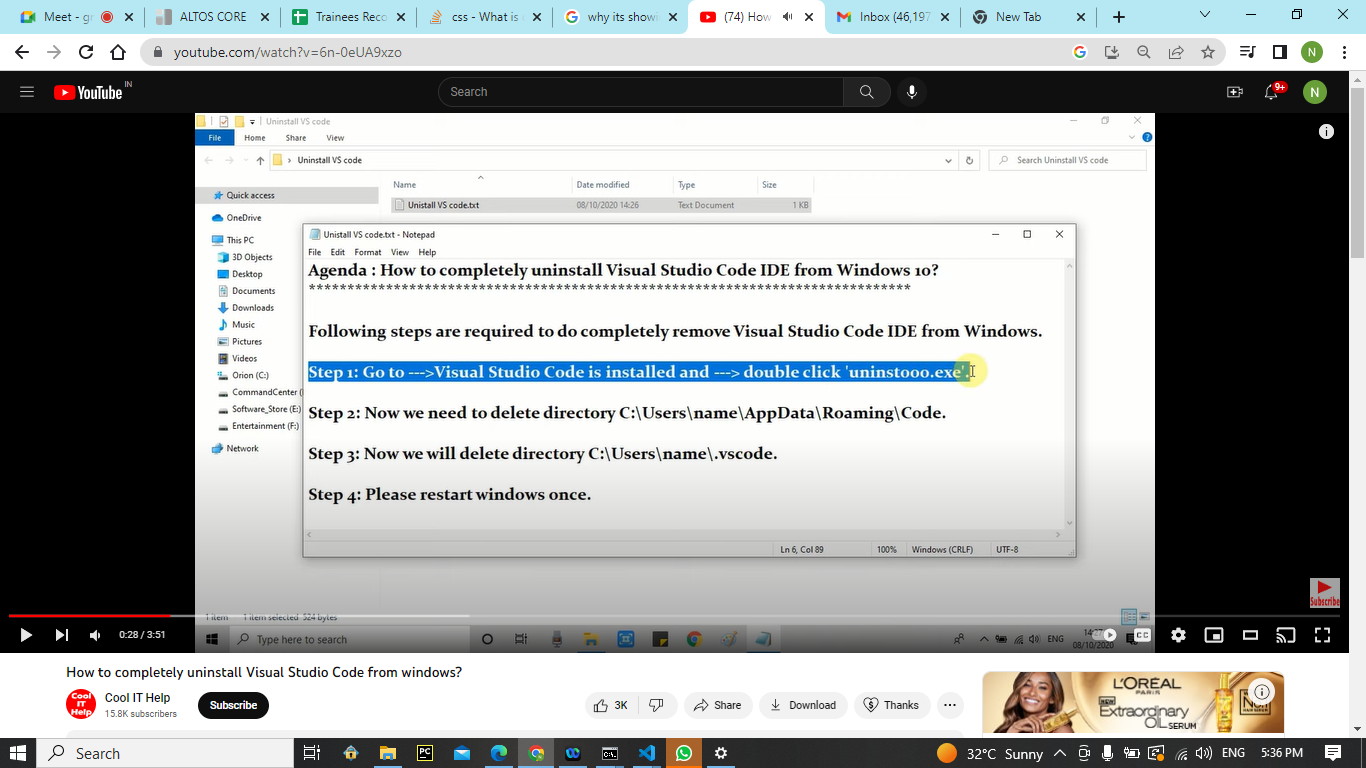 Meet - g
ALTOS CORE
Trainees Reco
css - What is
why its showi
(74) How
Inbox (46,197
New Tab
youtube.com/watch?v=6n-0eUA9xzo
N
YouTube IN
Search
9+
N
Uninstall VS code
File Home Share View
Uninstall VS code
Search Uninstall VS code
Name Date modified Type Size
Unistall VS code.txt 08/10/2020 14:26 Text Document 1 KB
Quick access
OneDrive
This PC
3D Objects
Desktop
Documents
Downloads
Music
Pictures
Videos
Orion (C:)
CommandCenter (
Software_Store (E:)
Entertainment (F:)
Network
Unistall VS code.txt - Notepad
File Edit Format View Help
Agenda : How to completely uninstall Visual Studio Code IDE from Windows 10?
******************************************************************************
Following steps are required to do completely remove Visual Studio Code IDE from Windows.
Step 1: Go to --->Visual Studio Code is installed and ---> double click 'uninstooo.exe'.
Step 2: Now we need to delete directory C:\Users\name\AppData\Roaming\Code.
Step 3: Now we will delete directory C:\Users\name\.vscode.
Step 4: Please restart windows once.
Ln 6, Col 89 100% Windows (CRLF) UTF-8
1 item 1 item selected 524 bytes
Subscribe
Type here to search
ENG
08/10/2020
0:28 / 3:51
CC
How to completely uninstall Visual Studio Code from windows?
Cool IT Help
Cool IT Help
15.8K subscribers
Subscribe
3K
Share
Download
Thanks
L'ORÉAL
PARIS
NEW
Extraordinary
OIL SERUM
Search
PC
32°C Sunny
ENG
5:36 PM